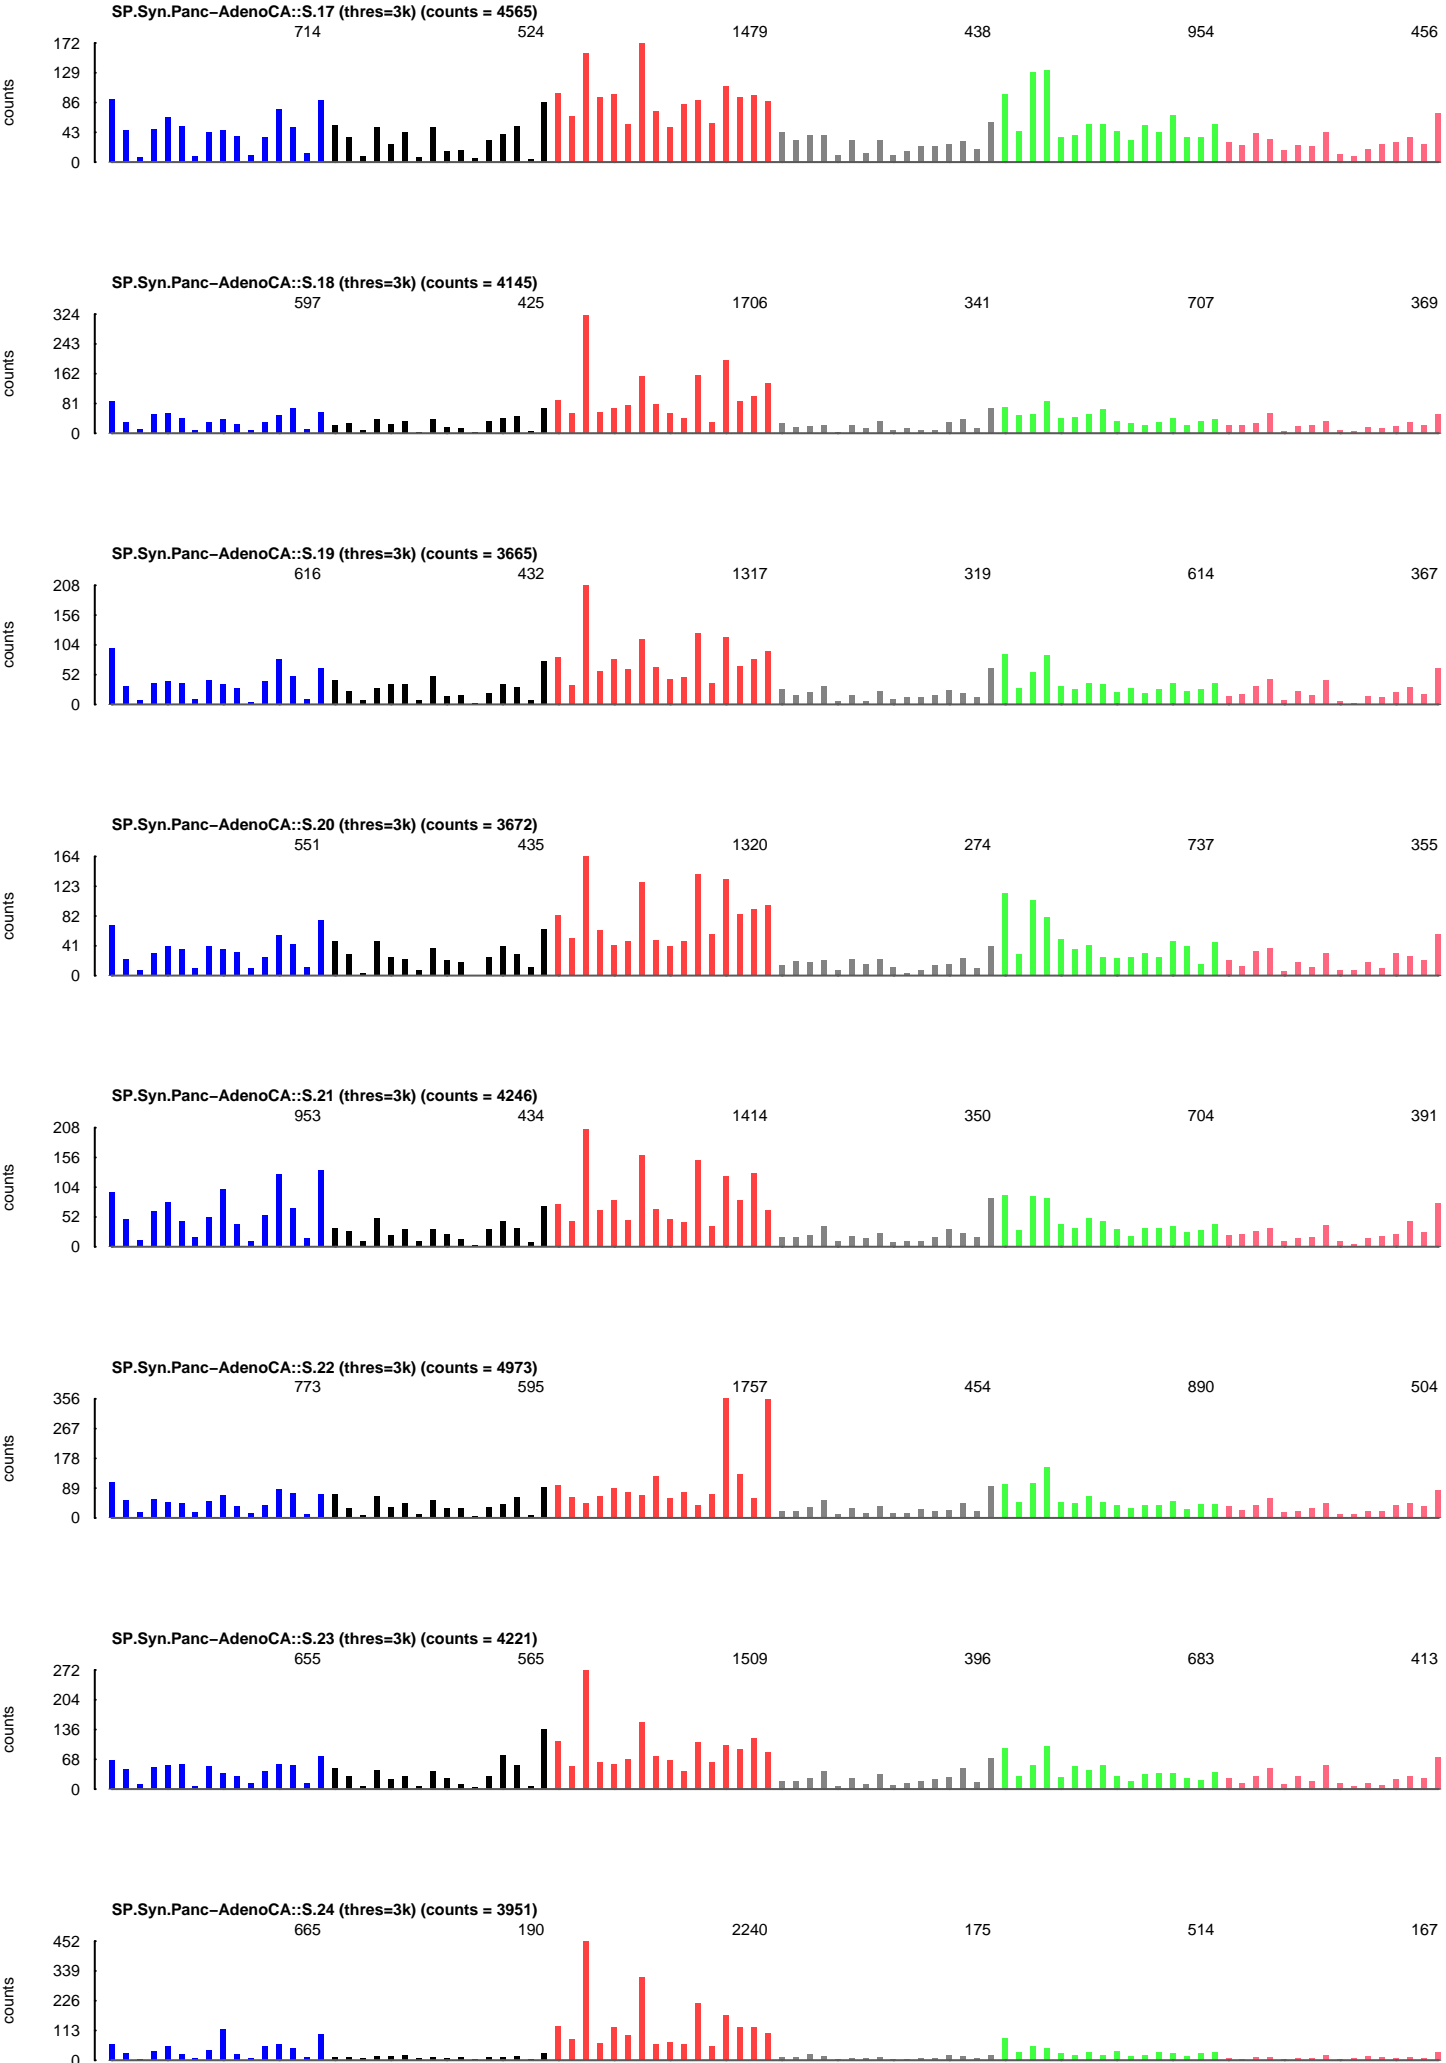 SP.Syn.Panc−AdenoCA::S.17 (thres=3k) (counts = 4565)
714 524 1479 438 954 456
172
129
86
43
0
counts
SP.Syn.Panc−AdenoCA::S.18 (thres=3k) (counts = 4145)
597 425 1706 341 707 369
324
243
162
81
0
counts
SP.Syn.Panc−AdenoCA::S.19 (thres=3k) (counts = 3665)
616 432 1317 319 614 367
208
156
104
52
0
counts
SP.Syn.Panc−AdenoCA::S.20 (thres=3k) (counts = 3672)
551 435 1320 274 737 355
164
123
82
41
0
counts
SP.Syn.Panc−AdenoCA::S.21 (thres=3k) (counts = 4246)
953 434 1414 350 704 391
208
156
104
52
0
counts
SP.Syn.Panc−AdenoCA::S.22 (thres=3k) (counts = 4973)
773 595 1757 454 890 504
356
267
178
89
0
counts
SP.Syn.Panc−AdenoCA::S.23 (thres=3k) (counts = 4221)
655 565 1509 396 683 413
272
204
136
68
0
counts
SP.Syn.Panc−AdenoCA::S.24 (thres=3k) (counts = 3951)
665 190 2240 175 514 167
452
339
226
113
0
counts